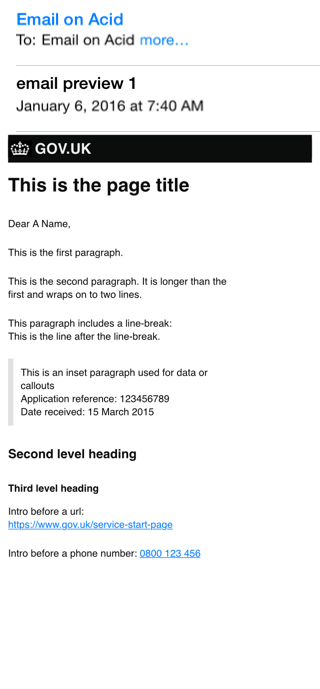 Email on Acid
To: Email on Acid more...
email preview 1
January 6, 2016 at 7:40 AM
GOV.UK
This is the page title
Dear A Name,
This is the first paragraph.
This is the second paragraph. It is longer than the
first and wraps on to two lines.
This paragraph includes a line-break:
This is the line after the line-break.
This is an inset paragraph used for data or
callouts
Application reference: 123456789
Date received: 15 March 2015
Second level heading
Third level heading
Intro before a url:
https://www.gov.uk/service-start-page
Intro before a phone number: 0800 123 456